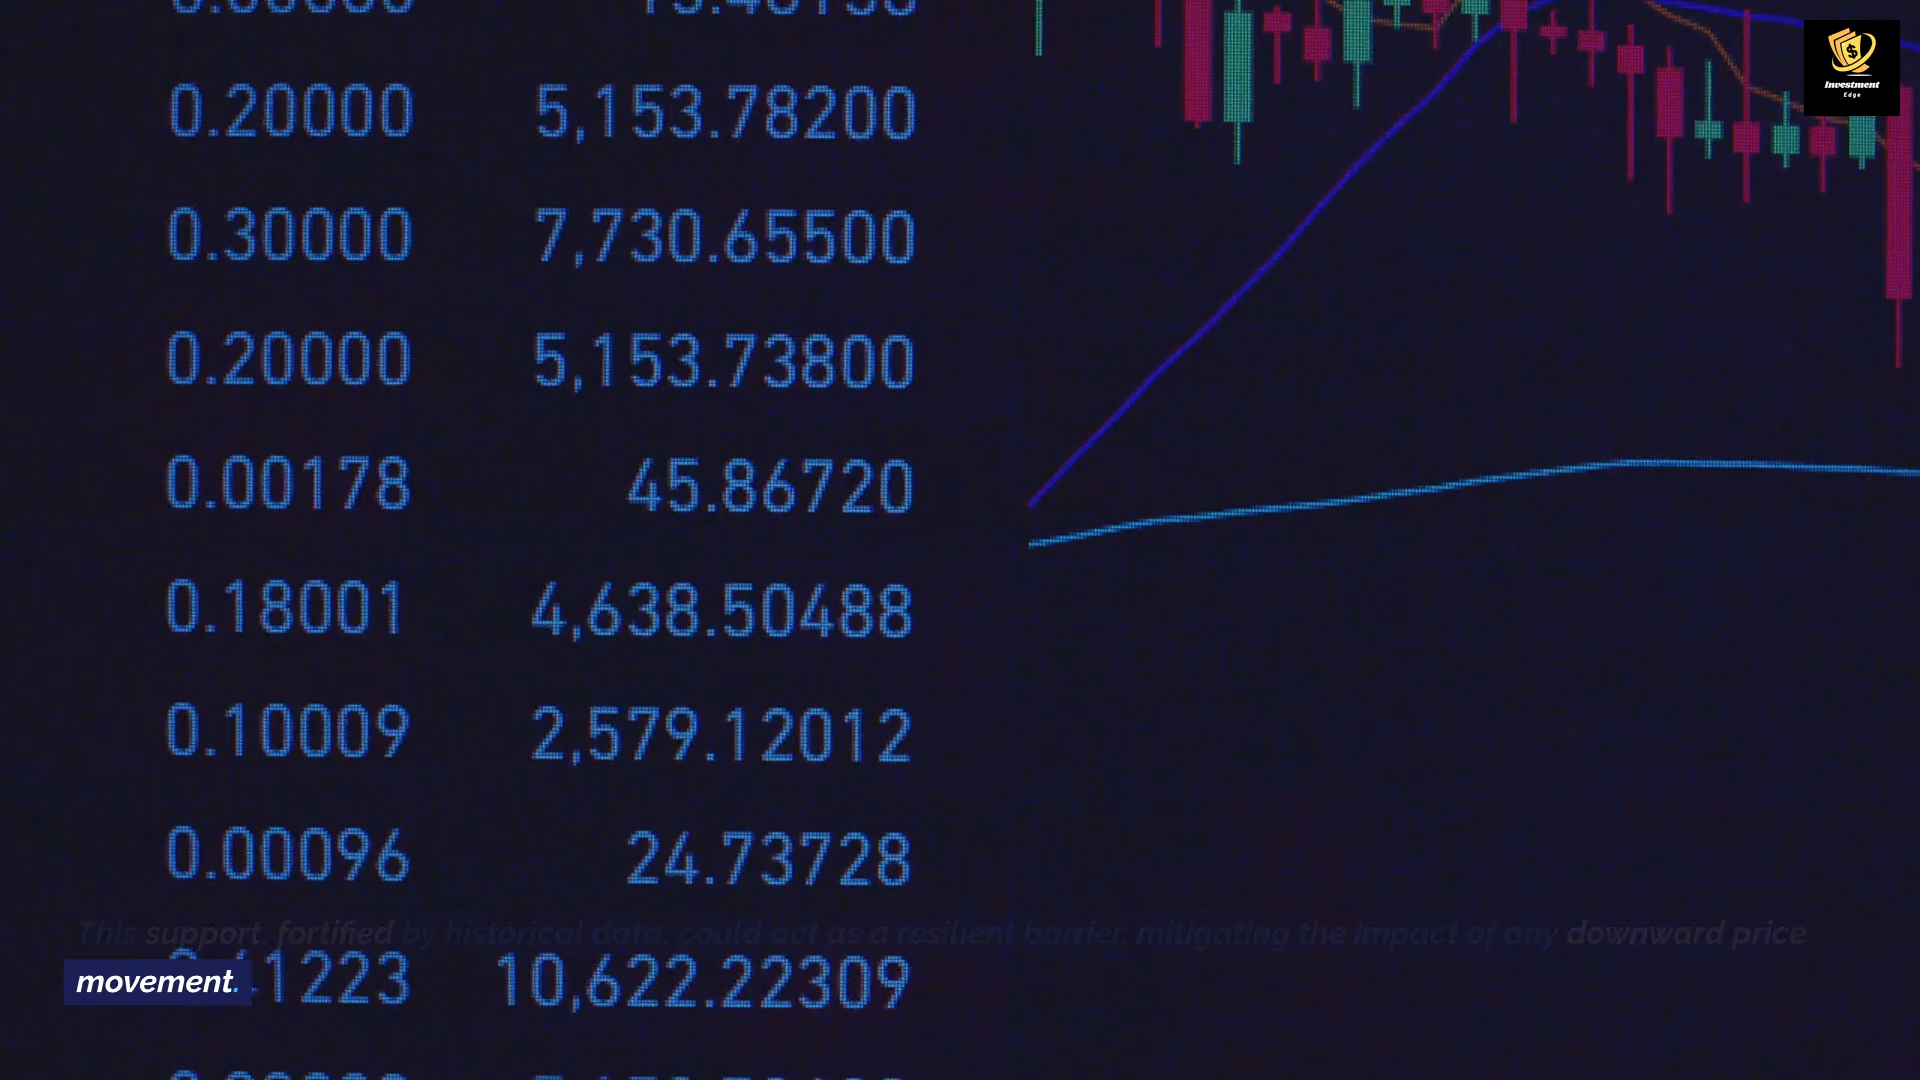 0.20000 5,153.78200
0.30000 7,730.65500
0.20000 5,153.73800
0.00178 45.86720
0.18001 4,638.50488
0.10009 2,579.12012
0.00096 24.73728
This support, fortified by historical data, could act as a resilient barrier, mitigating the impact of any downward price
movement.
1223 10,622.22309
Investment
Edge